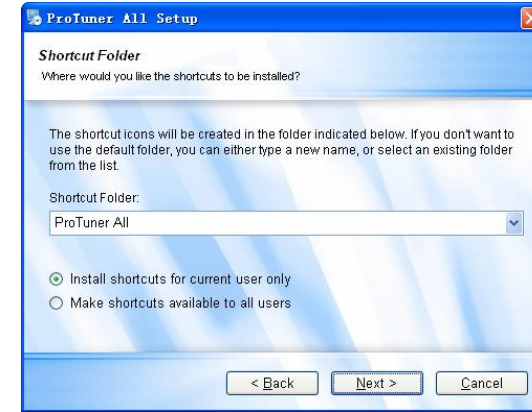 ProTuner All Setup
Shortcut Folder
Where would you like the shortcuts to be installed?
The shortcut icons will be created in the folder indicated below. If you don't want to
use the default folder, you can either type a new name, or select an existing folder
from the list.
Shortcut Folder:
ProTuner All
Install shortcuts for current user only
Make shortcuts available to all users
< Back
Next >
Cancel